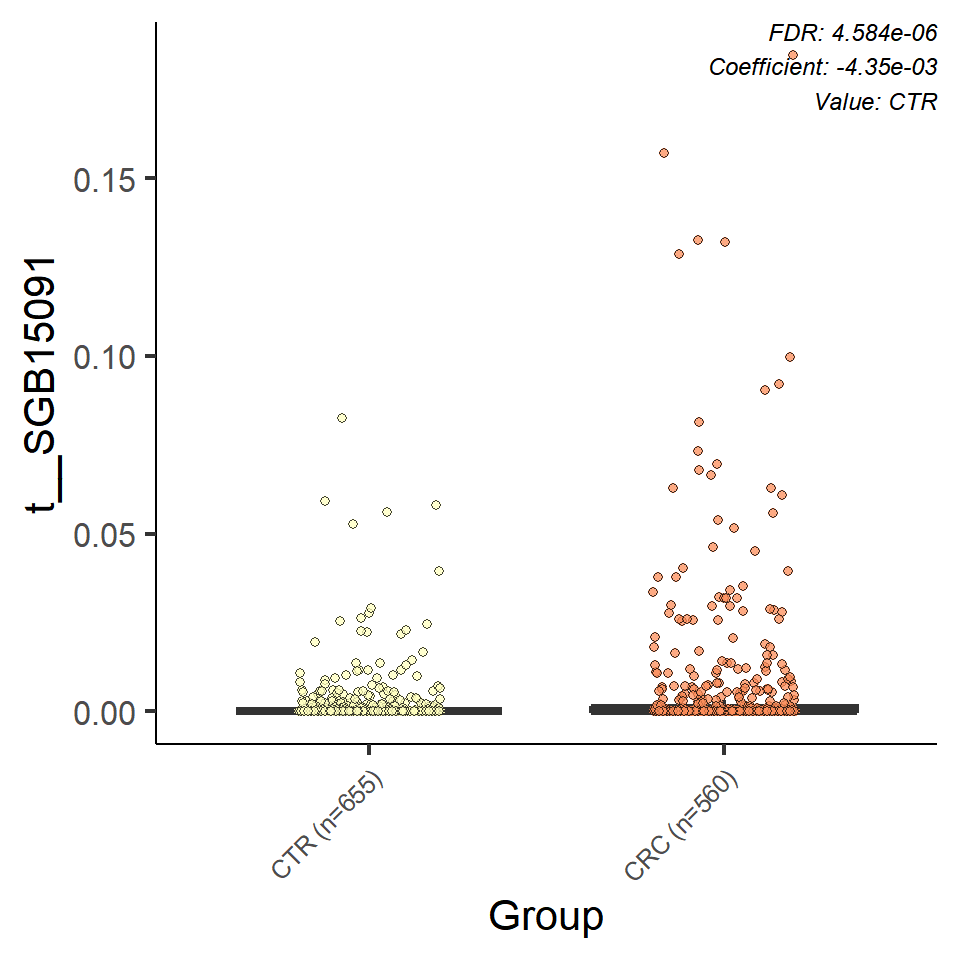 FDR: 4.584e-06
Coefficient: -4.35e-03
Value: CTR
t__SGB15091
0.15
0.10
0.05
0.00
CTR (n=655)
CRC (n=560)
Group